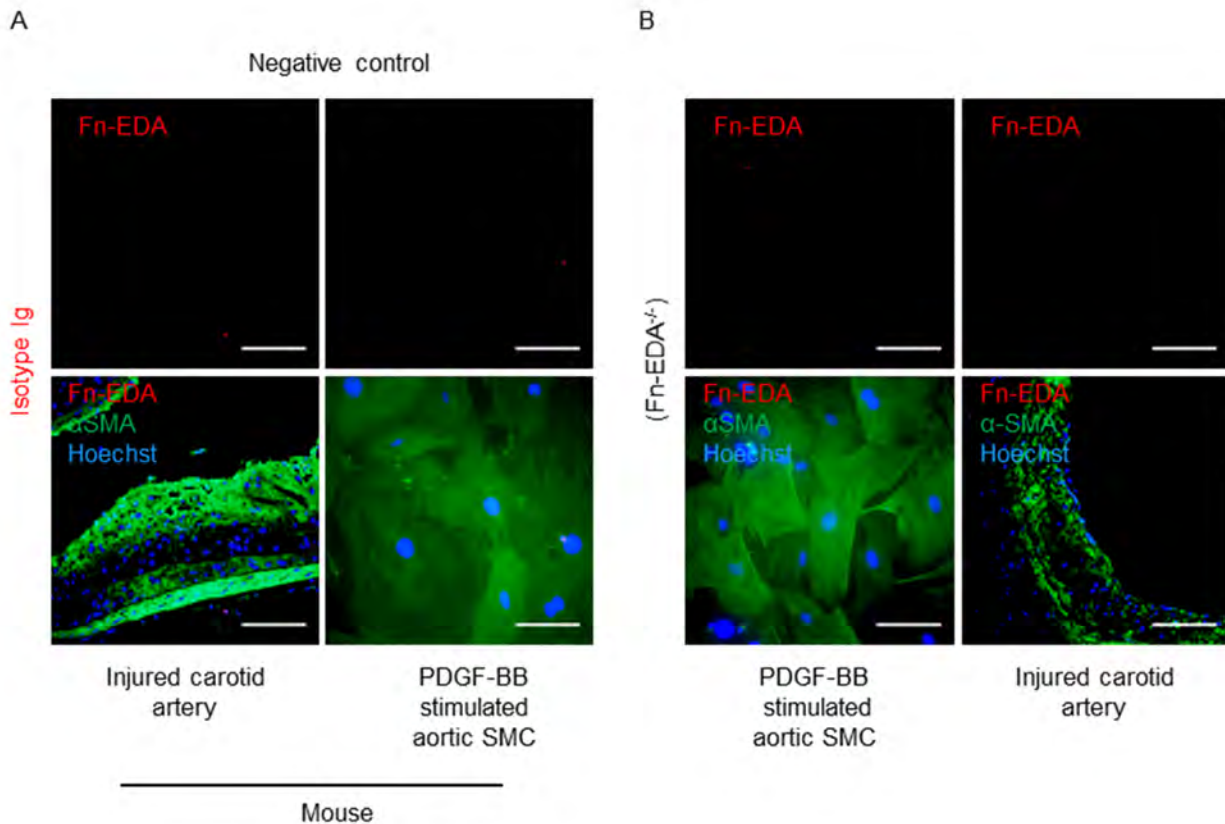 A
B
Negative control
Isotype Ig
Fn-EDA
Fn-EDA
αSMA
Hoechst
Injured carotid
artery
PDGF-BB
stimulated
aortic SMC
Mouse
(Fn-EDA-/-)
Fn-EDA
Fn-EDA
Fn-EDA
αSMA
Hoechst
Fn-EDA
α-SMA
Hoechst
PDGF-BB
stimulated
aortic SMC
Injured carotid
artery